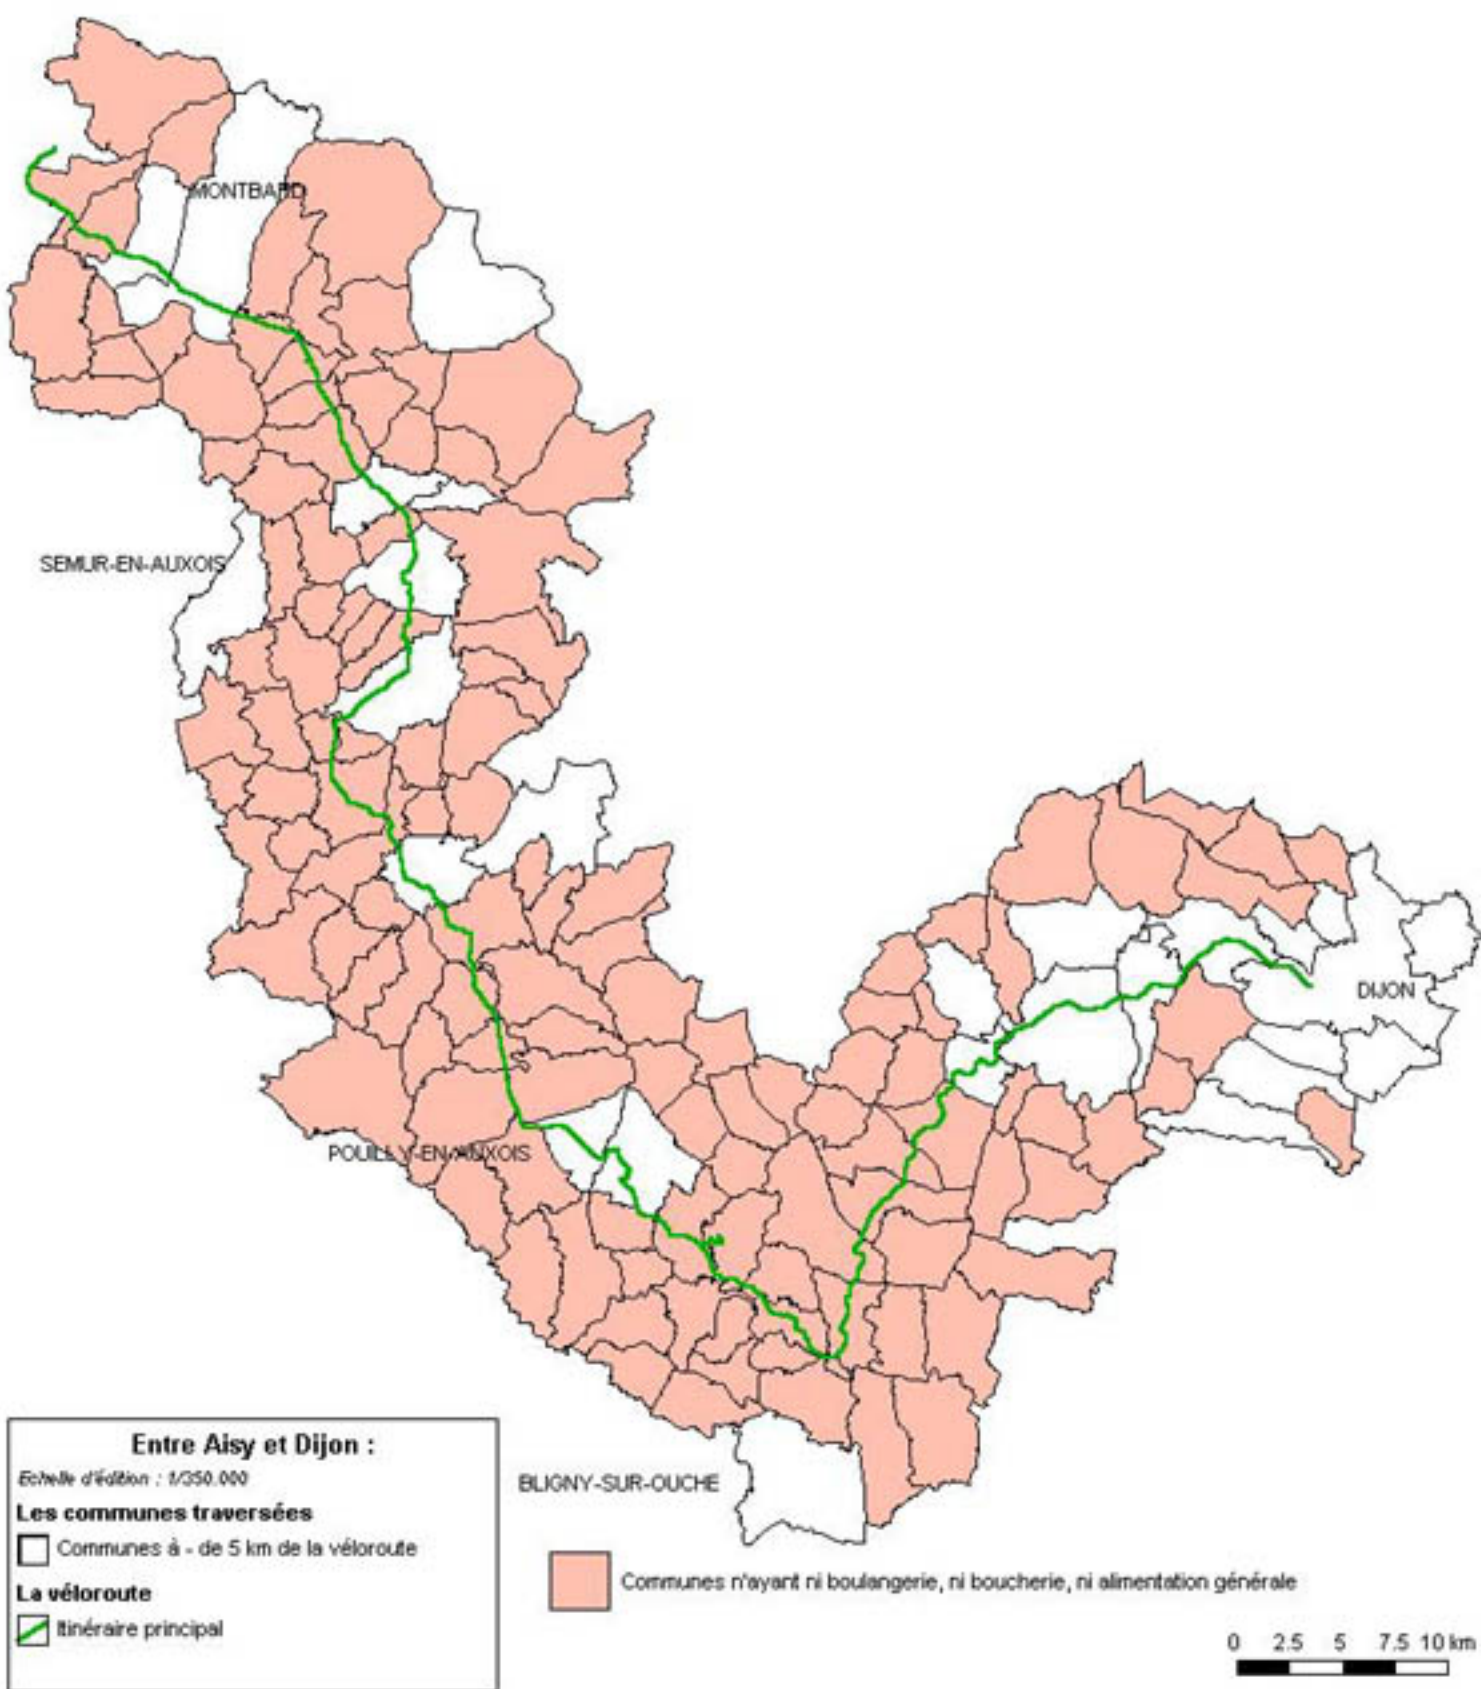 MONTBARD
SEMUR-EN-AUXOIS
DIJON
POUILLY-EN-AUXOIS
BLIGNY-SUR-OUCHE
Entre Aisy et Dijon :
Echelle d'édition : 1/350.000
Les communes traversées
Communes à - de 5 km de la véloroute
La véloroute
Itinéraire principal
Communes n'ayant ni boulangerie, ni boucherie, ni alimentation générale
0 2.5 5 7.5 10 km